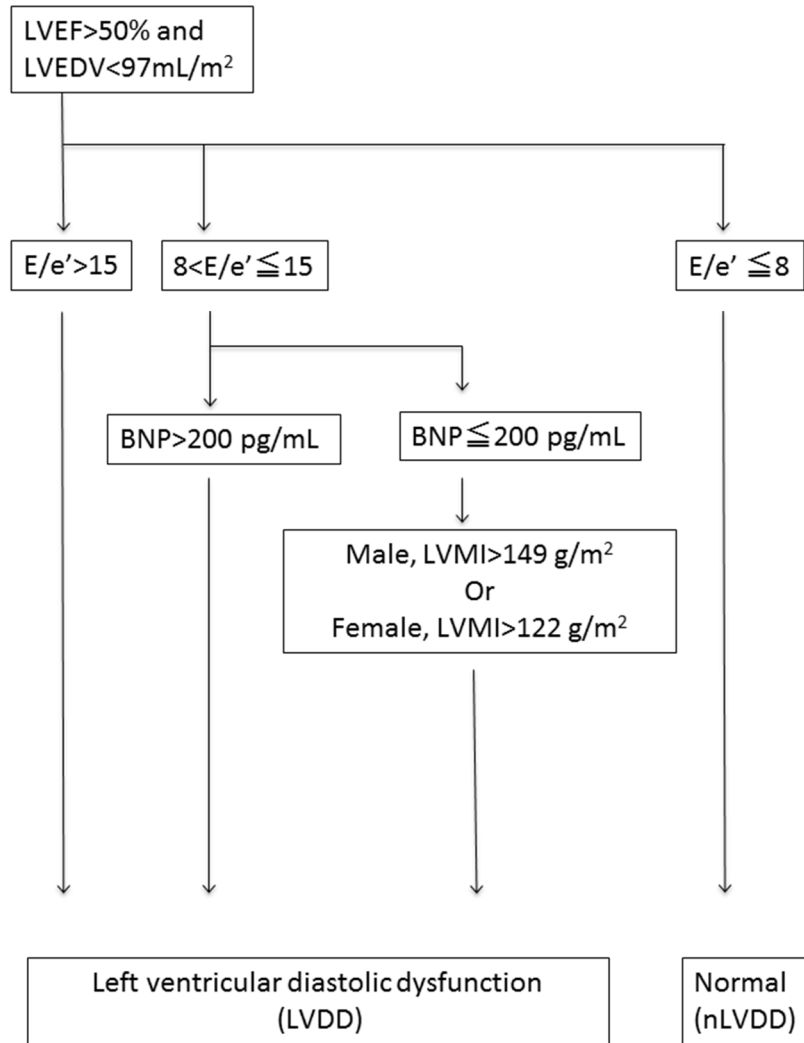 LVEF>50% and
LVEDV<97mL/m²
E/e’>15
8<E/e’≦15
E/e’ ≦8
BNP>200 pg/mL
BNP≦200 pg/mL
Male, LVMI>149 g/m²
Or
Female, LVMI>122 g/m²
Left ventricular diastolic dysfunction
(LVDD)
Normal
(nLVDD)